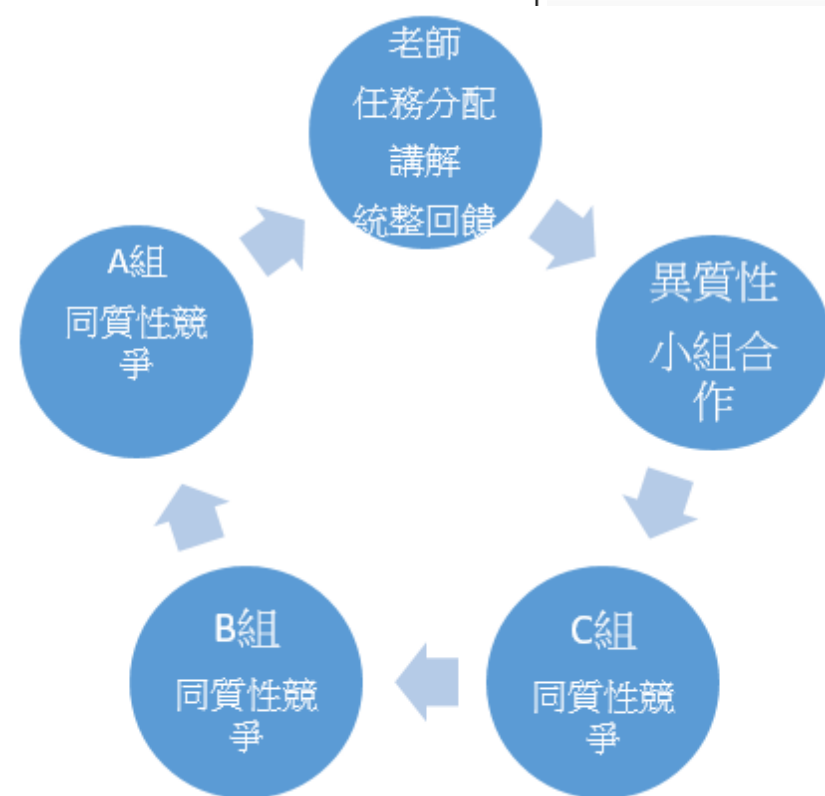 老師
任務分配
講解
統整回饋
異質性
小組合
作
C組
同質性競
爭
B組
同質性競
爭
A組
同質性競
爭